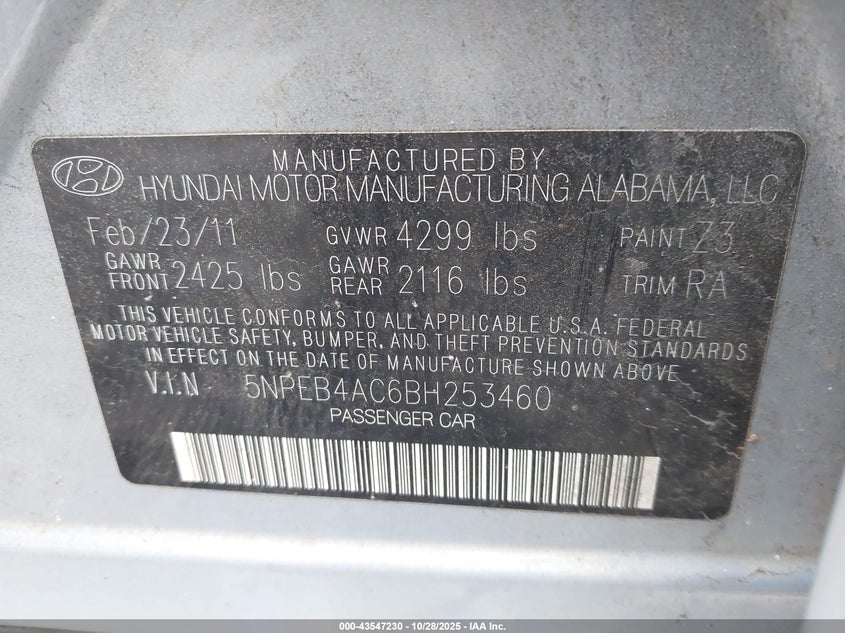 MANUFACTURED BY
HYUNDAI MOTOR MANUFACTURING ALABAMA, LLC
Feb/23/11 GVWR 4299 lbs PAINT Z3
GAWR FRONT 2425 lbs GAWR REAR 2116 lbs TRIM RA
THIS VEHICLE CONFORMS TO ALL APPLICABLE U.S.A. FEDERAL
MOTOR VEHICLE SAFETY, BUMPER, AND THEFT PREVENTION STANDARDS
IN EFFECT ON THE DATE OF MANUFACTURE SHOWN ABOVE
V.I.N 5NPEB4AC6BH253460
PASSENGER CAR
000-43547230 - 10/28/2025 - IAA Inc.